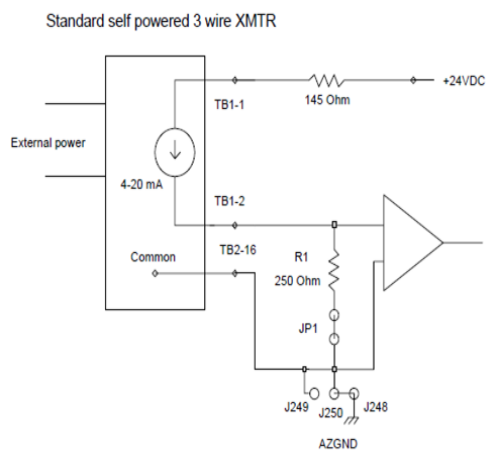 Standard self powered 3 wire XMTR
+24VDC
TB1-1
145 Ohm
External power
4-20 mA
TB1-2
TB2-16
Common
R1
250 Ohm
JP1
J249
J250
J248
AZGND